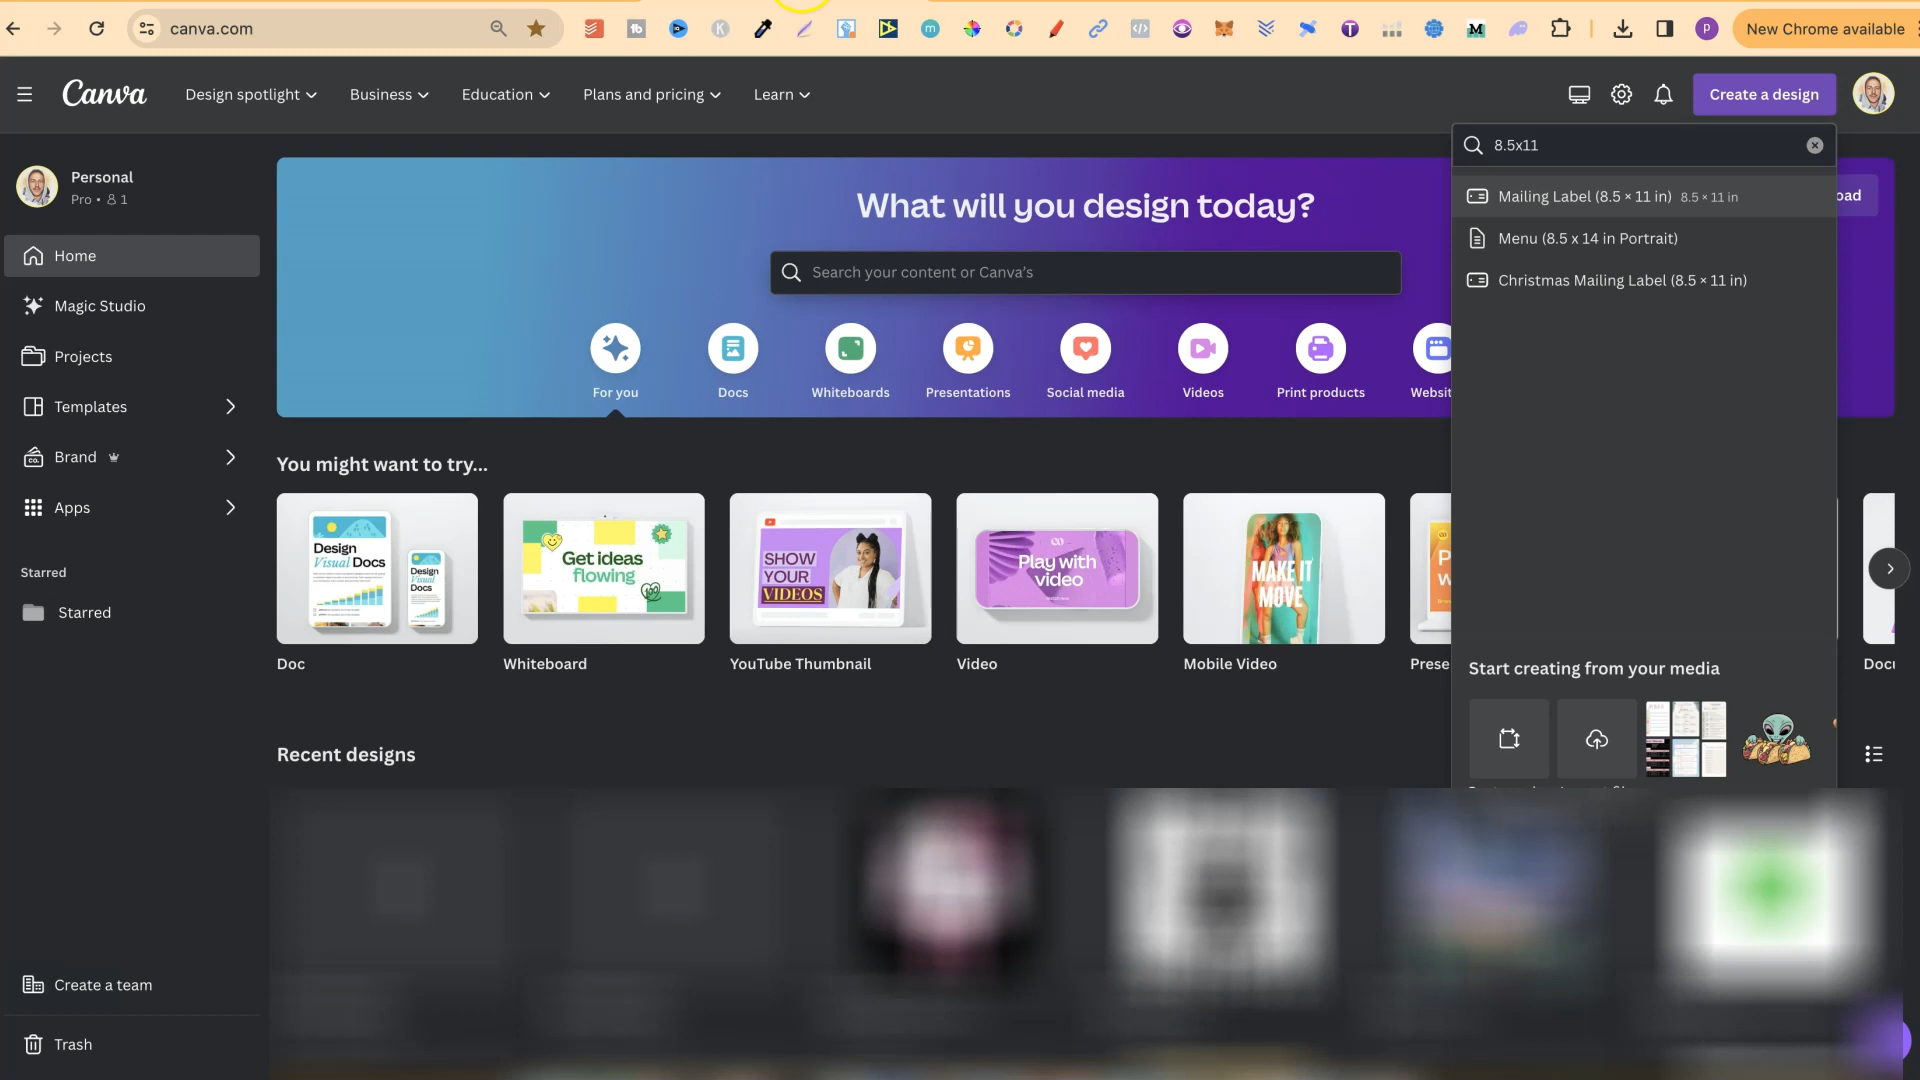 canva.com
New Chrome available
Canva
Design spotlight
Business
Education
Plans and pricing
Learn
Create a design
8.5x11
Personal
Pro • 1
Mailing Label (8.5 × 11 in) 8.5 × 11 in
Menu (8.5 x 14 in Portrait)
Christmas Mailing Label (8.5 × 11 in)
What will you design today?
Search your content or Canva's
Home
Magic Studio
Projects
Templates
Brand
Apps
For you
Docs
Whiteboards
Presentations
Social media
Videos
Print products
Websit
You might want to try...
Design
Visual Docs
Design
Visual
Docs
Get ideas
flowing
SHOW
YOUR
VIDEOS
Play with
video
MAKE IT
MOVE
Doc
Whiteboard
YouTube Thumbnail
Video
Mobile Video
Prese
Starred
Starred
Start creating from your media
Recent designs
Create a team
Trash